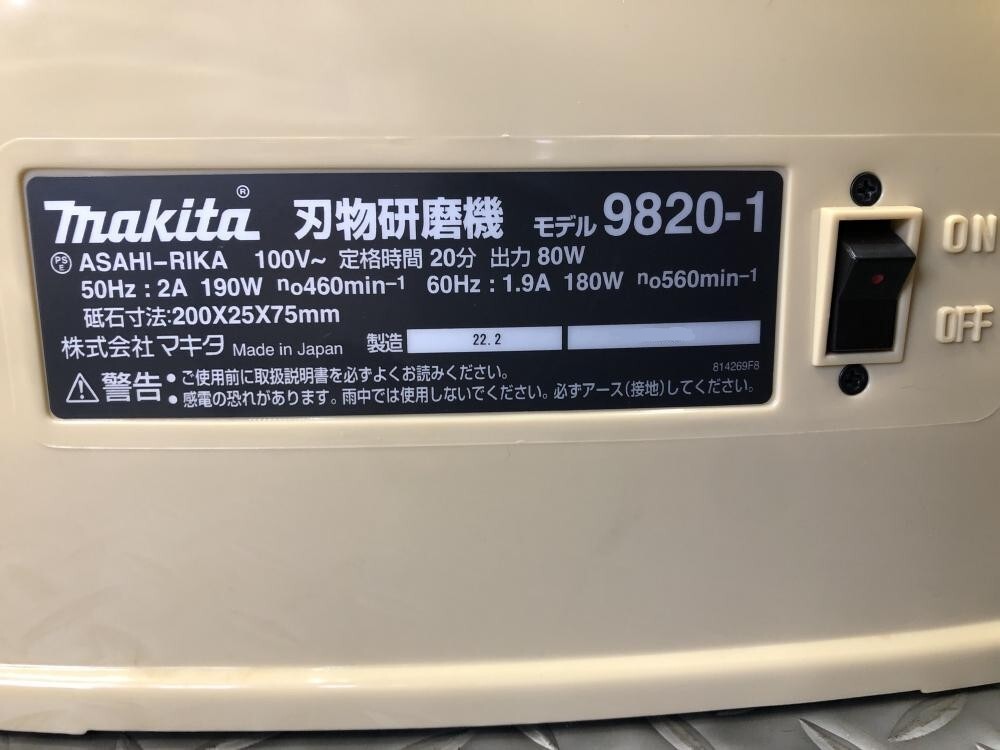 makita® 刃物研磨機 モデル 9820-1
PSE ASAHI-RIKA 100V~ 定格時間 20分 出力 80W
50Hz : 2A 190W no460min-1 60Hz : 1.9A 180W no560min-1
砥石寸法:200X25X75mm
株式会社 マキタ Made in Japan 製造 22.2
814269F8
⚠警告 • ご使用前に取扱説明書を必ずよくお読みください。
• 感電の恐れがあります。雨中では使用しないでください。必ずアース(接地)してください。
ON
OFF